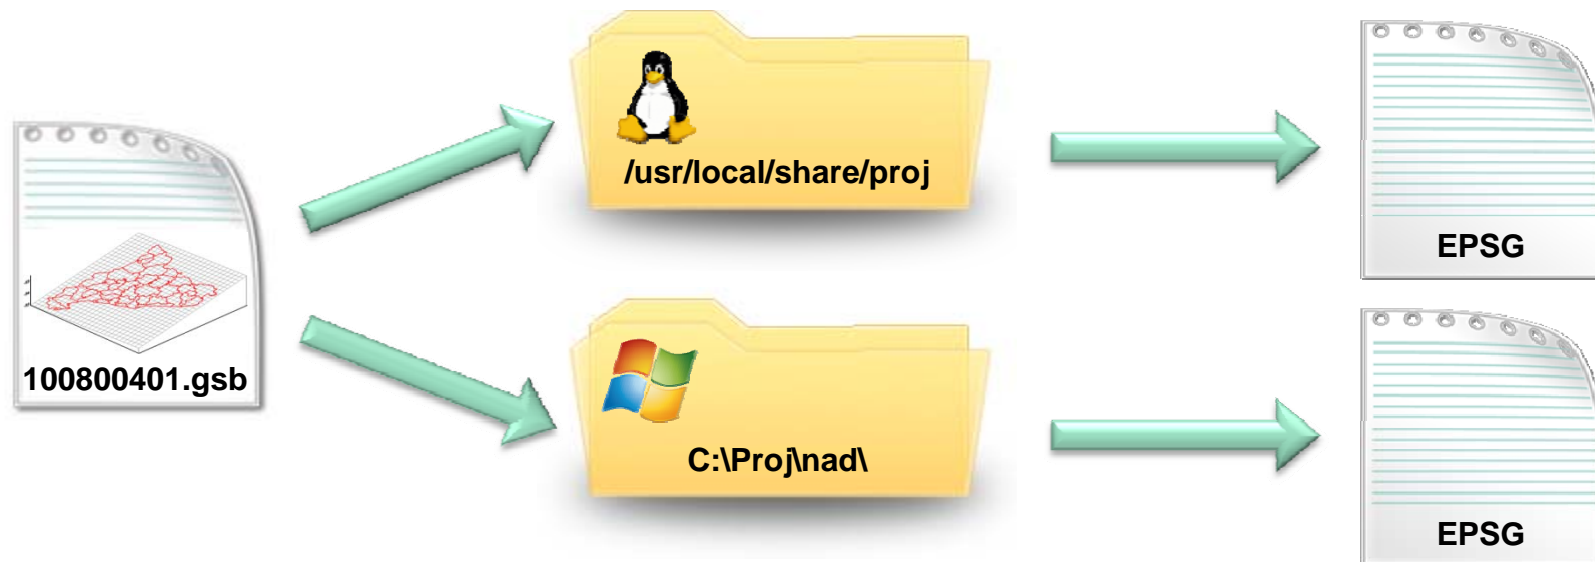 100800401.gsb
/usr/local/share/proj
EPSG
C:\Proj\nad\
EPSG